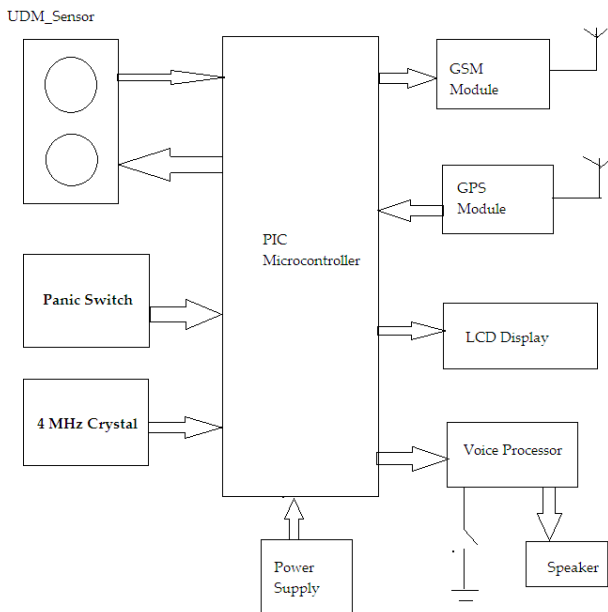 UDM_Sensor
GSM
Module
GPS
Module
PIC
Microcontroller
Panic Switch
LCD Display
4 MHz Crystal
Voice Processor
Power
Supply
Speaker